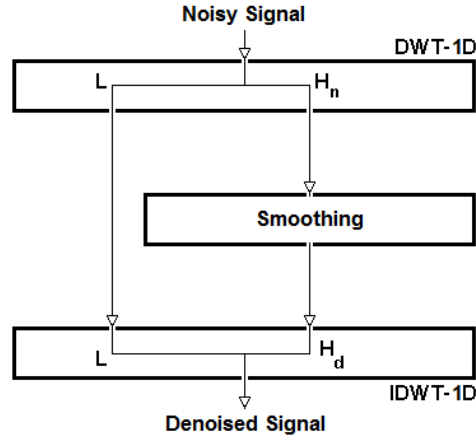 Noisy Signal
DWT-1D
L
Hn
Smoothing
L
Hd
IDWT-1D
Denoised Signal